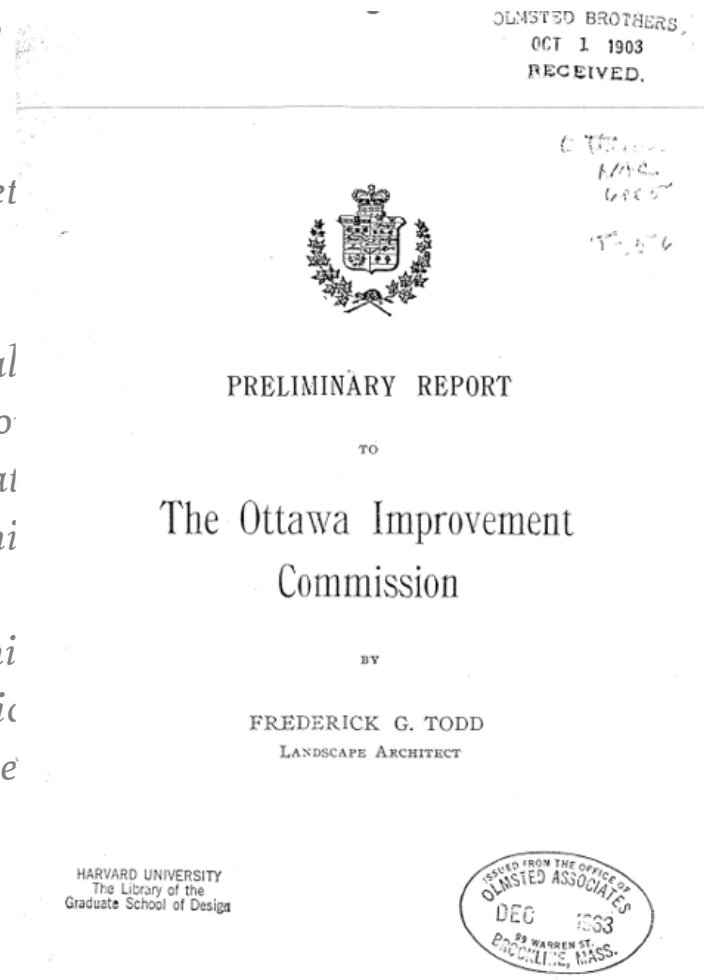 OLMSTED BROTHERS,
OCT 1 1903
RECEIVED.
PRELIMINARY REPORT
TO
The Ottawa Improvement
Commission
BY
FREDERICK G. TODD
LANDSCAPE ARCHITECT
HARVARD UNIVERSITY
The Library of the
Graduate School of Design
ISSUED FROM THE OFFICE OF
OLMSTED ASSOCIATES
DEC 1963
99 WARREN ST.
BROOKLINE, MASS.